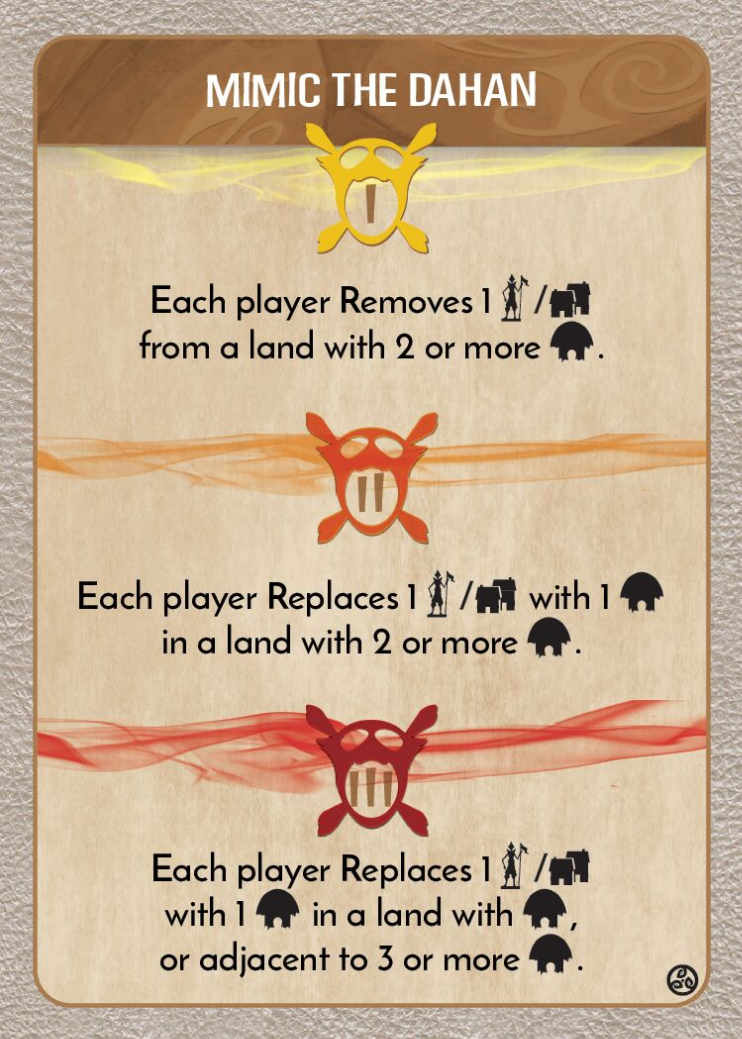 MIMIC THE DAHAN
I
Each player Removes 1 /
from a land with 2 or more .
II
Each player Replaces 1 / with 1
in a land with 2 or more .
III
Each player Replaces 1 /
with 1 in a land with ,
or adjacent to 3 or more .